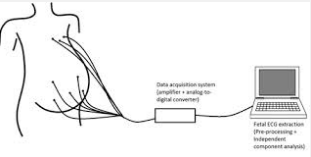 Data acquisition system
(amplifier + analog-to-
digital converter)
Fetal ECG extraction
(Pre-processing +
Independent
component analysis)